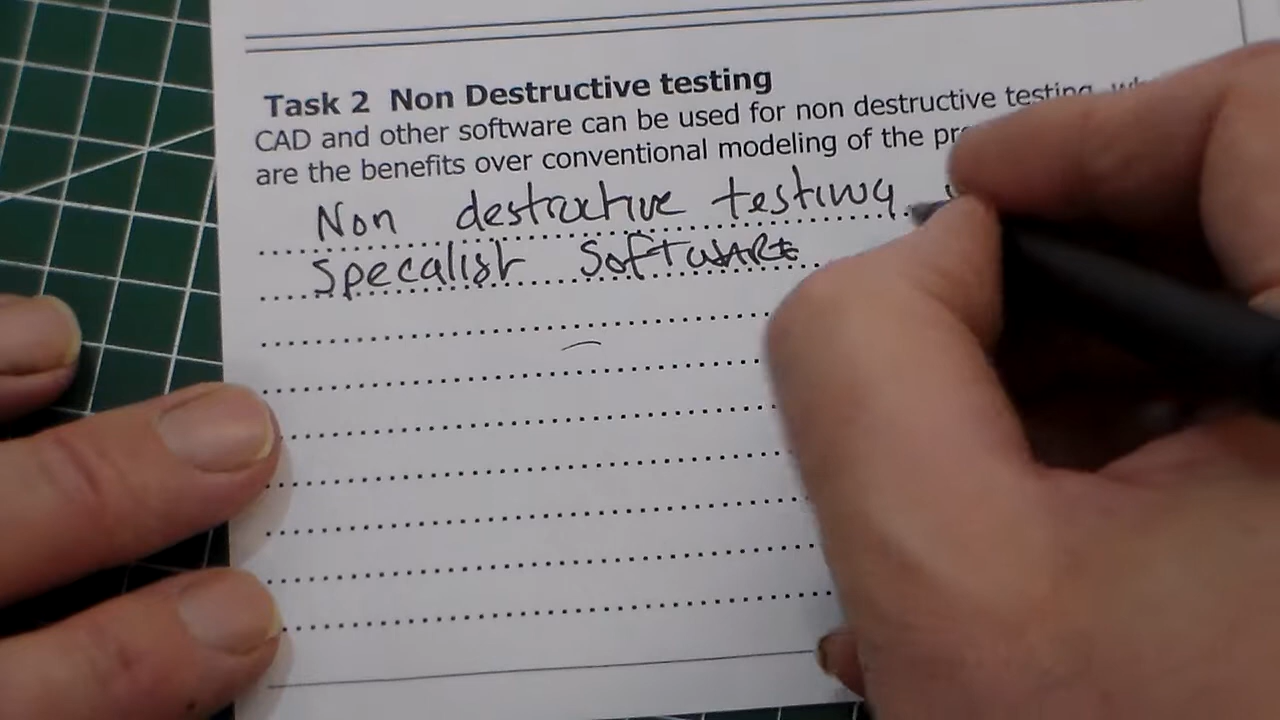 Task 2 Non Destructive testing
CAD and other software can be used for non destructive testing,
are the benefits over conventional modeling of the
Non destructive testing
Specalist Software